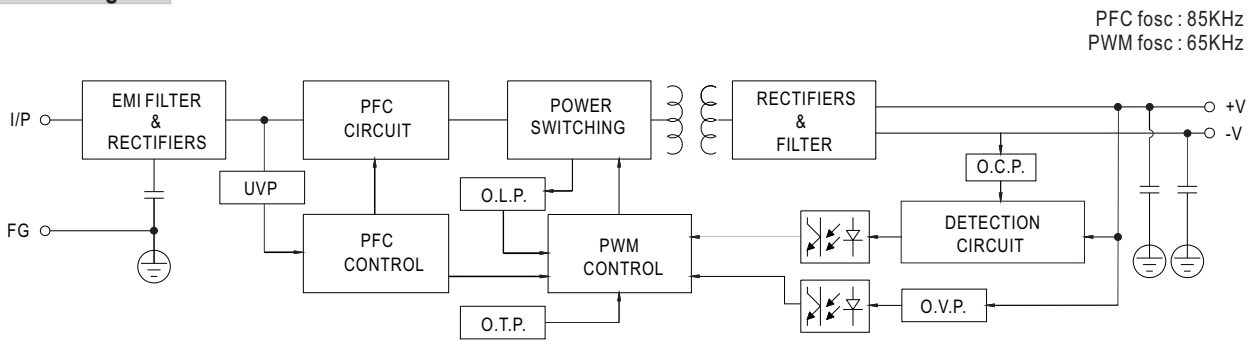 PFC fosc : 85KHz
PWM fosc : 65KHz
I/P
EMI FILTER
&
RECTIFIERS
PFC
CIRCUIT
POWER
SWITCHING
RECTIFIERS
&
FILTER
+V
-V
UVP
O.L.P.
O.C.P.
FG
PFC
CONTROL
PWM
CONTROL
DETECTION
CIRCUIT
O.T.P.
O.V.P.